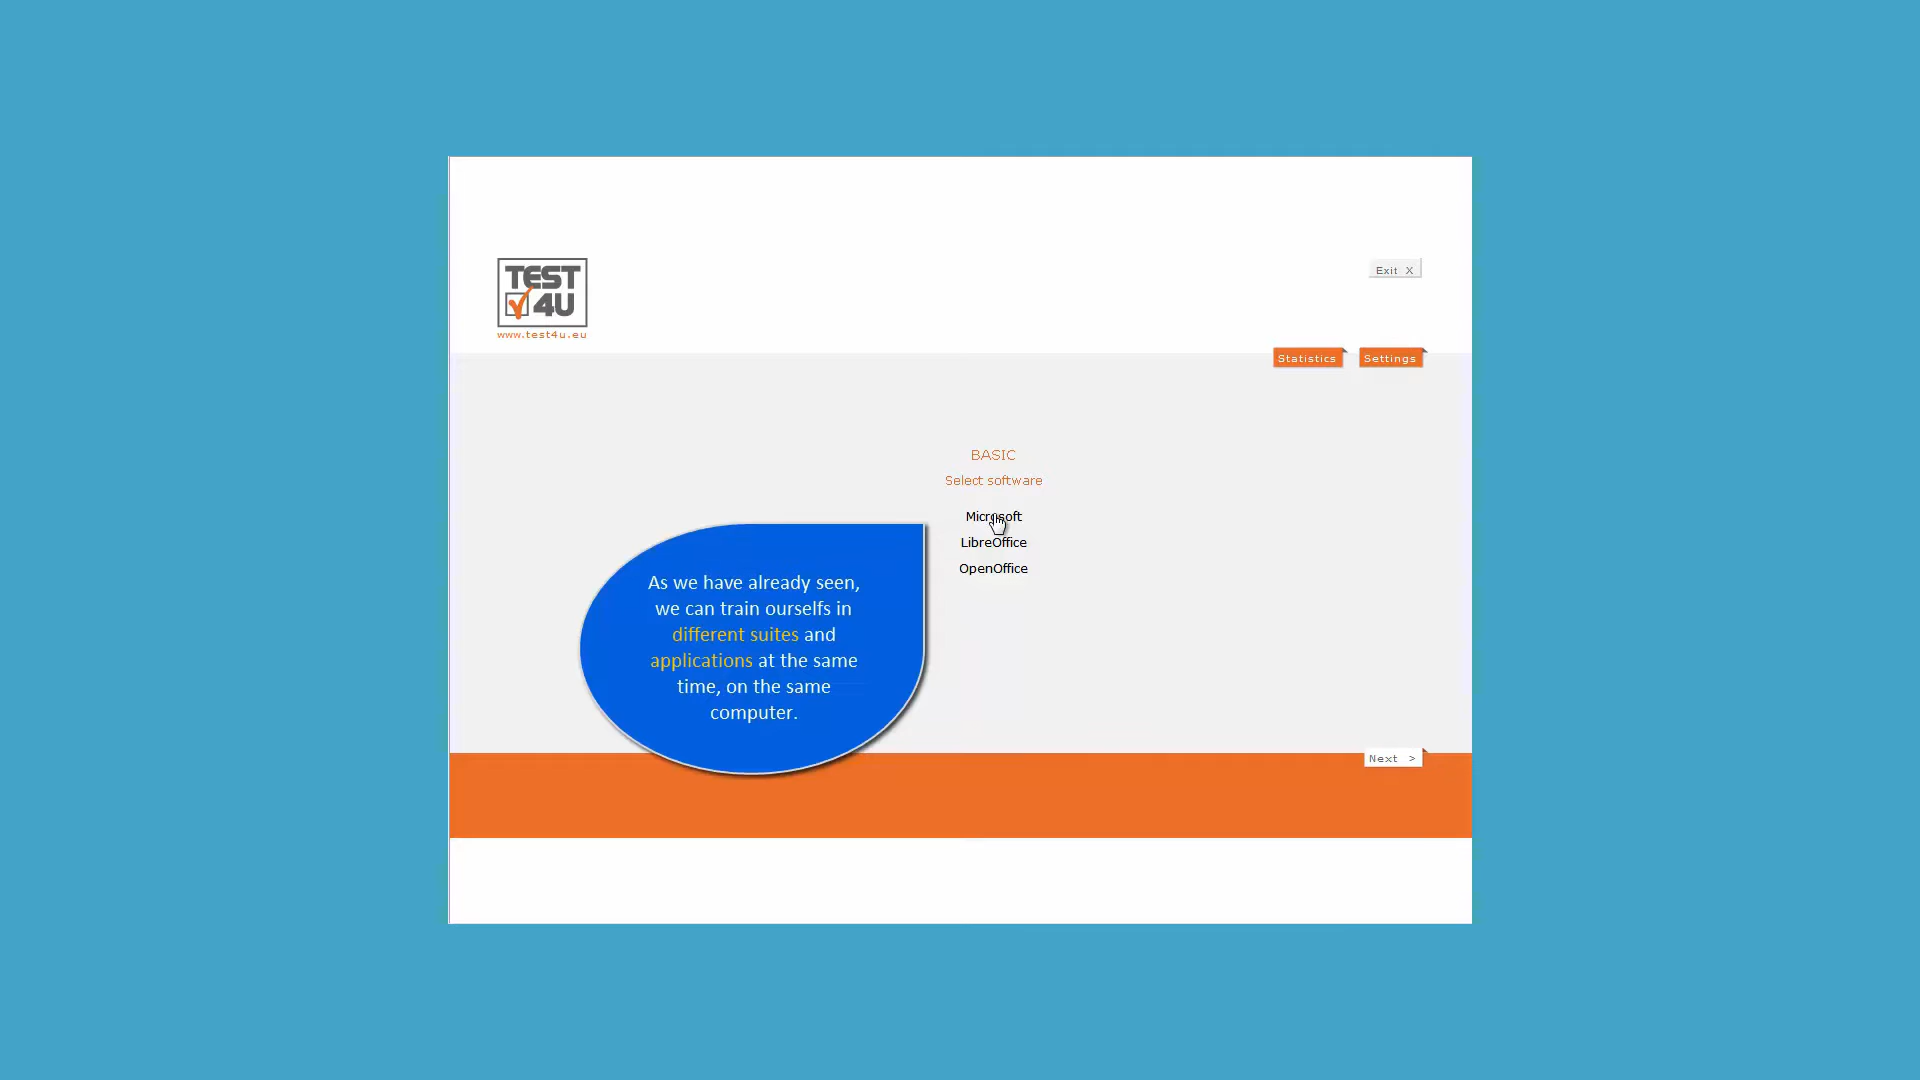 TEST
4U
www.test4u.eu
Exit X
Statistics
Settings
BASIC
Select software
Microsoft
LibreOffice
OpenOffice
As we have already seen,
we can train ourselfs in
different suites and
applications at the same
time, on the same
computer.
Next >